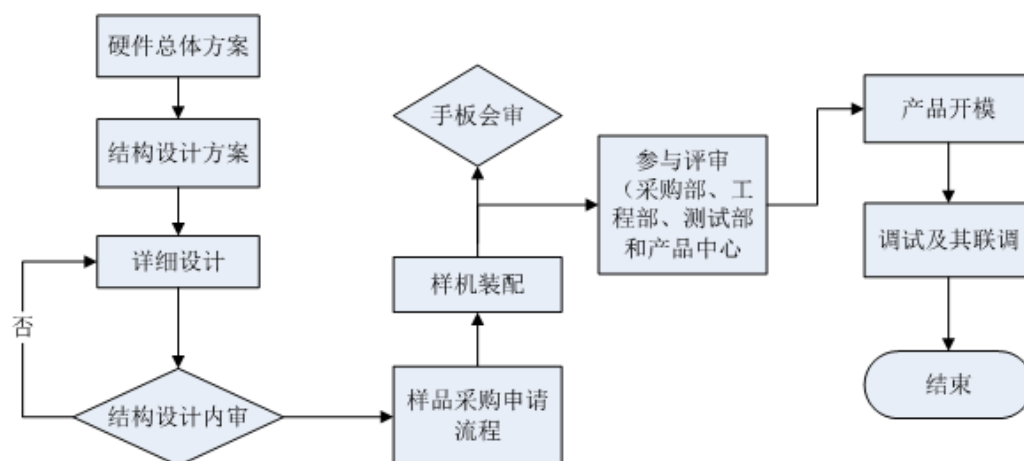 硬件总体方案
结构设计方案
详细设计
否
结构设计内审
手板会审
样机装配
样品采购申请
流程
参与评审
（采购部、工
程部、测试部
和产品中心
产品开模
调试及其联调
结束